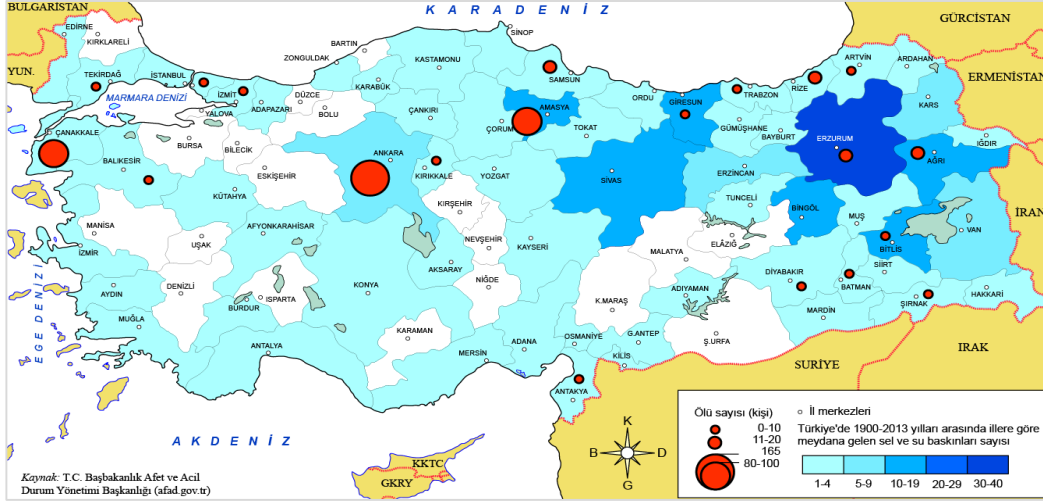 BULGARİSTAN
K A R A D E N İ Z
GÜRCİSTAN
ERMENİSTAN
YUN.
İRAN
IRAK
SURİYE
MARMARA DENİZİ
E G E D E N İ Z İ
A K D E N İ Z
KKTC
GKRY
EDİRNE
KIRKLARELİ
TEKİRDAĞ
İSTANBUL
İZMİT
YALOVA
ADAPAZARI
DÜZCE
BOLU
ZONGULDAK
BARTIN
KARABÜK
KASTAMONU
SİNOP
SAMSUN
ÇANKIRI
ÇORUM
AMASYA
TOKAT
ORDU
GİRESUN
TRABZON
RİZE
ARTVİN
ARDAHAN
KARS
GÜMÜŞHANE
BAYBURT
ERZURUM
IĞDIR
AĞRI
ÇANAKKALE
BALIKESİR
BURSA
BİLECİK
ESKİŞEHİR
ANKARA
KIRIKKALE
YOZGAT
SİVAS
ERZİNCAN
TUNCELİ
BİNGÖL
MUŞ
VAN
BİTLİS
KÜTAHYA
MANİSA
İZMİR
UŞAK
AFYONKARAHİSAR
KIRŞEHİR
NEVŞEHİR
KAYSERİ
MALATYA
ELÂZIĞ
DİYABAKIR
BATMAN
SİİRT
HAKKARİ
ŞIRNAK
MARDİN
AYDIN
DENİZLİ
ISPARTA
BURDUR
KONYA
AKSARAY
NİĞDE
K.MARAŞ
ADIYAMAN
Ş.URFA
MUĞLA
ANTALYA
KARAMAN
MERSİN
ADANA
OSMANİYE
G.ANTEP
KİLİS
ANTAKYA
K
B
D
G
Ölü sayısı (kişi)
0-10
11-20
165
80-100
İl merkezleri
Türkiye'de 1900-2013 yılları arasında illere göre
meydana gelen sel ve su baskınları sayısı
1-4 5-9 10-19 20-29 30-40
Kaynak: T.C. Başbakanlık Afet ve Acil
Durum Yönetimi Başkanlığı (afad.gov.tr)